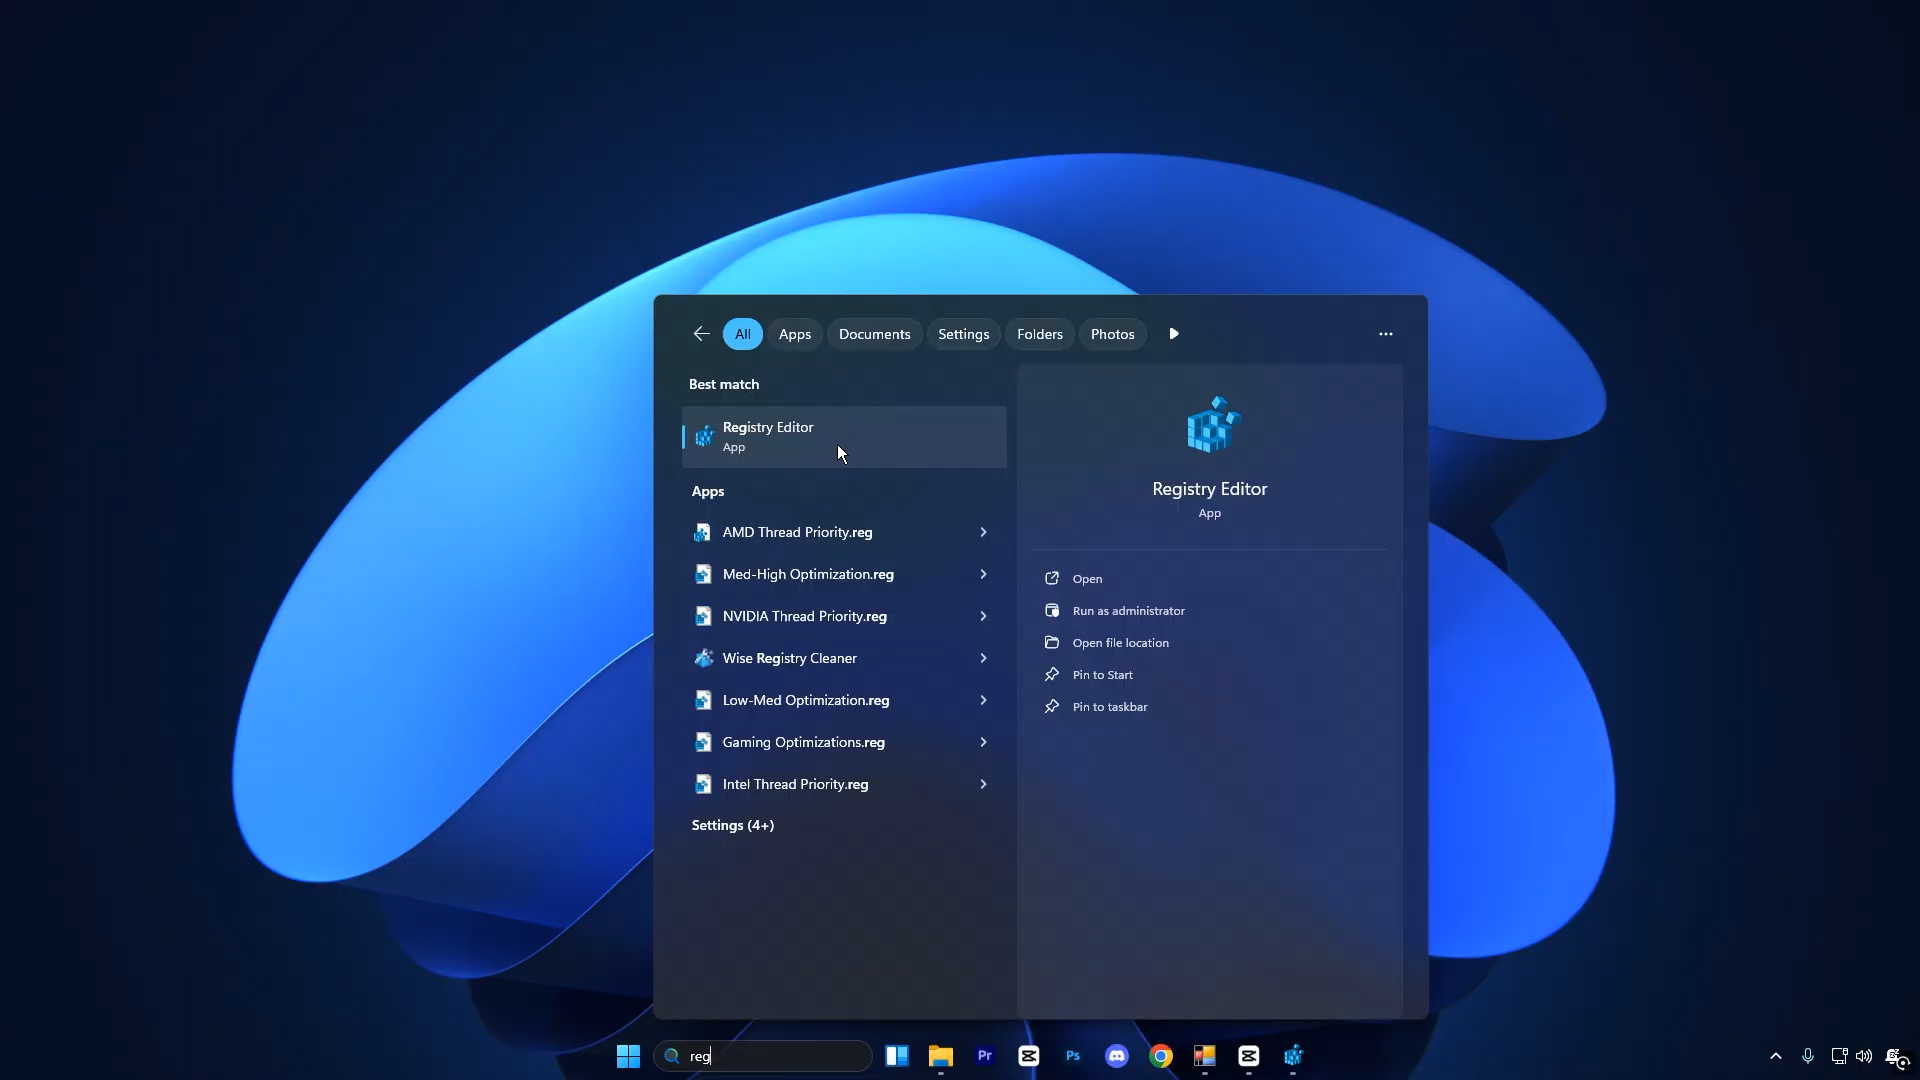 All Apps Documents Settings Folders Photos
Best match
Registry Editor
App
Apps
AMD Thread Priority.reg
Med-High Optimization.reg
NVIDIA Thread Priority.reg
Wise Registry Cleaner
Low-Med Optimization.reg
Gaming Optimizations.reg
Intel Thread Priority.reg
Settings (4+)
Registry Editor
App
Open
Run as administrator
Open file location
Pin to Start
Pin to taskbar
reg
Pr
Ps